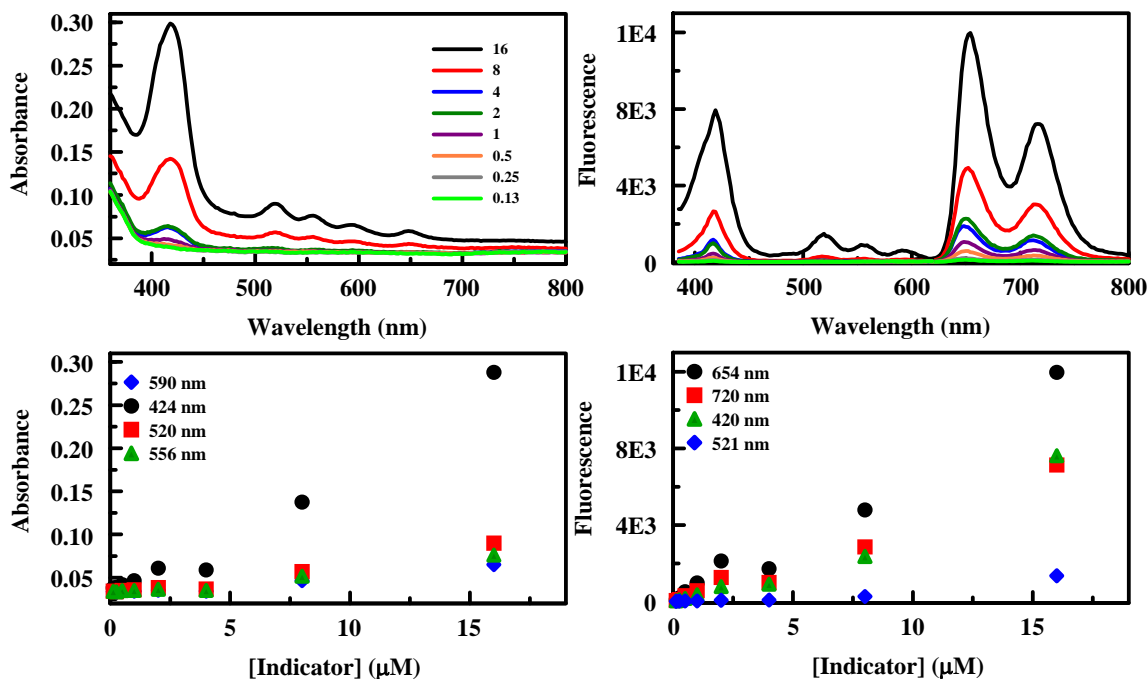 0.30
0.25
0.20
0.15
0.10
0.05
Absorbance
400
500
600
700
800
Wavelength (nm)
16
8
4
2
1
0.5
0.25
0.13
1E4
8E3
4E3
0
Fluorescence
400
500
600
700
800
Wavelength (nm)
0.30
0.25
0.20
0.15
0.10
0.05
Absorbance
590 nm
424 nm
520 nm
556 nm
0
5
10
15
[Indicator] (μM)
1E4
8E3
4E3
0
Fluorescence
654 nm
720 nm
420 nm
521 nm
0
5
10
15
[Indicator] (μM)